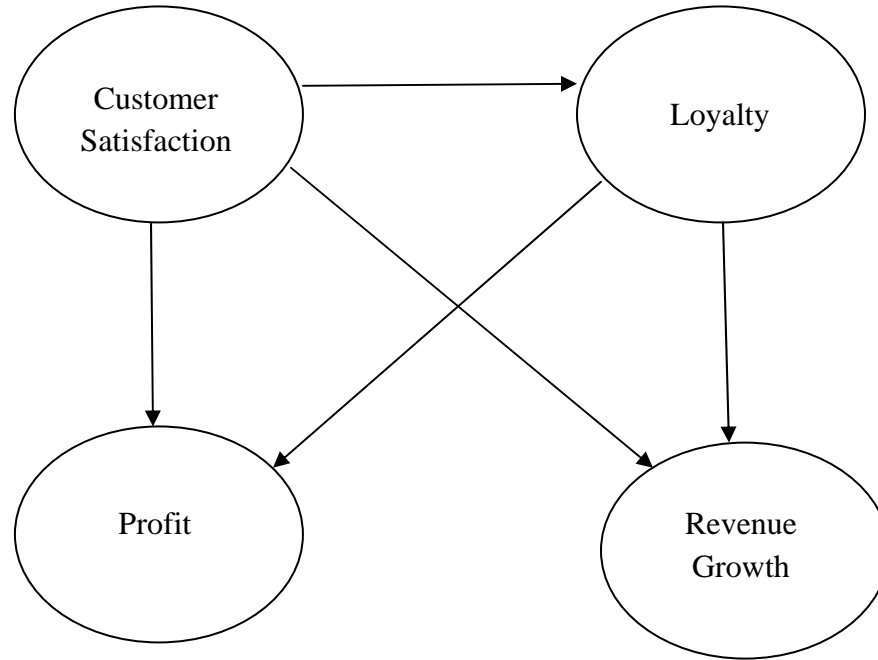 Customer
Satisfaction
Loyalty
Profit
Revenue
Growth